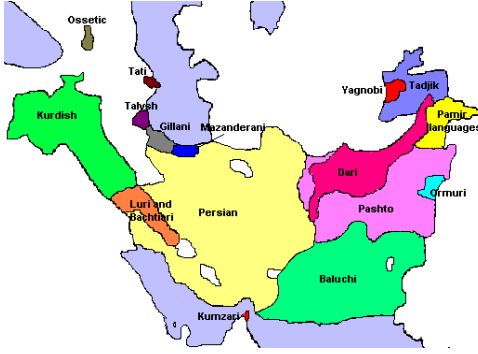 Ossetic
Tati
Yagnobi
Tadjik
Talysh
Kurdish
Gillani
Mazanderani
Pamir
languages
Dari
Ormuri
Luri and
Bachtiari
Persian
Pashto
Baluchi
Kumzari